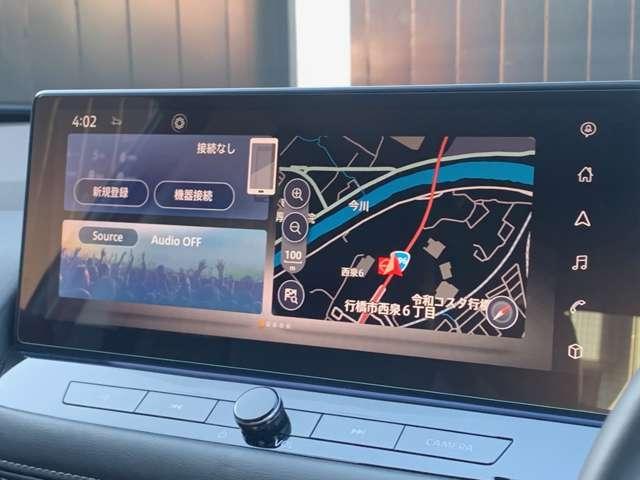 4:02
接続なし
新規登録
機器接続
Source
Audio OFF
今川
100
m
西泉6
令和コスタ行橋
行橋市西泉6丁目
CAMERA